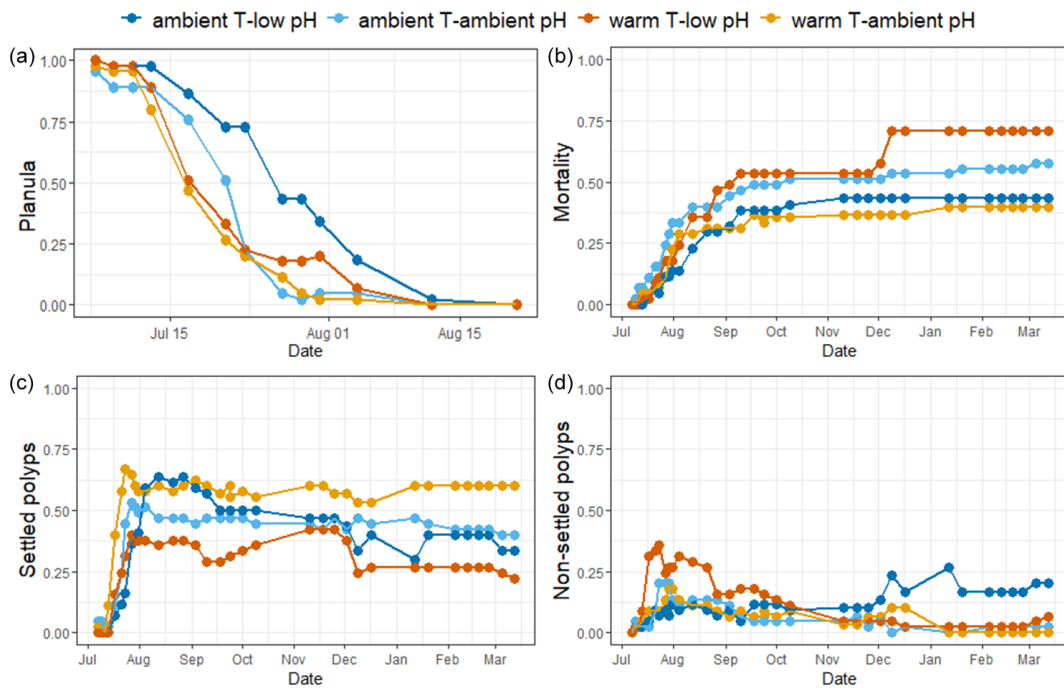 ambient T-low pH ambient T-ambient pH warm T-low pH warm T-ambient pH
(a)
Planula
1.00
0.75
0.50
0.25
0.00
Jul 15 Aug 01 Aug 15
Date
(b)
Mortality
1.00
0.75
0.50
0.25
0.00
Jul Aug Sep Oct Nov Dec Jan Feb Mar
Date
(c)
Settled polyps
1.00
0.75
0.50
0.25
0.00
Jul Aug Sep Oct Nov Dec Jan Feb Mar
Date
(d)
Non-settled polyps
1.00
0.75
0.50
0.25
0.00
Jul Aug Sep Oct Nov Dec Jan Feb Mar
Date